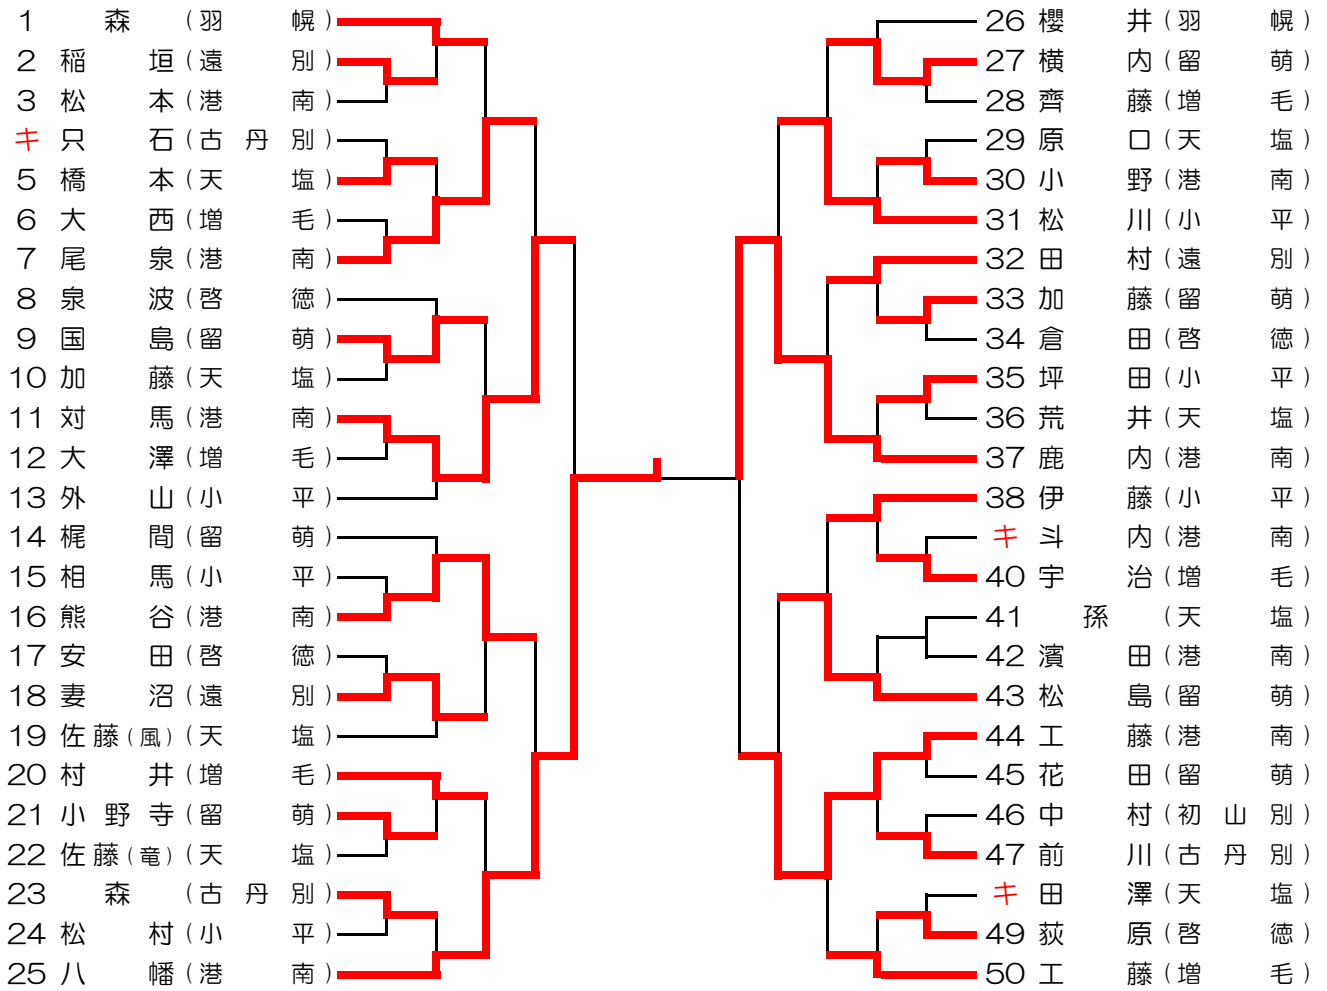 1 森 (羽幌)
2 稲垣 (遠別)
3 松本 (港南)
キ 只石 (古丹別)
5 橋本 (天塩)
6 大西 (増毛)
7 尾泉 (港南)
8 泉波 (啓徳)
9 国島 (留萌)
10 加藤 (天塩)
11 対馬 (港南)
12 大澤 (増毛)
13 外山 (小平)
14 梶間 (留萌)
15 相馬 (小平)
16 熊谷 (港南)
17 安田 (啓徳)
18 妻沼 (遠別)
19 佐藤(風) (天塩)
20 村井 (増毛)
21 小野寺 (留萌)
22 佐藤(竜) (天塩)
23 森 (古丹別)
24 松村 (小平)
25 八幡 (港南)
26 櫻井 (羽幌)
27 横内 (留萌)
28 齊藤 (増毛)
29 原口 (天塩)
30 小野 (港南)
31 松川 (小平)
32 田村 (遠別)
33 加藤 (留萌)
34 倉田 (啓徳)
35 坪田 (小平)
36 荒井 (天塩)
37 鹿内 (港南)
38 伊藤 (小平)
キ 斗内 (港南)
40 宇治 (増毛)
41 孫 (天塩)
42 濱田 (港南)
43 松島 (留萌)
44 工藤 (港南)
45 花田 (留萌)
46 中村 (初山別)
47 前川 (古丹別)
キ 田澤 (天塩)
49 荻原 (啓徳)
50 工藤 (増毛)